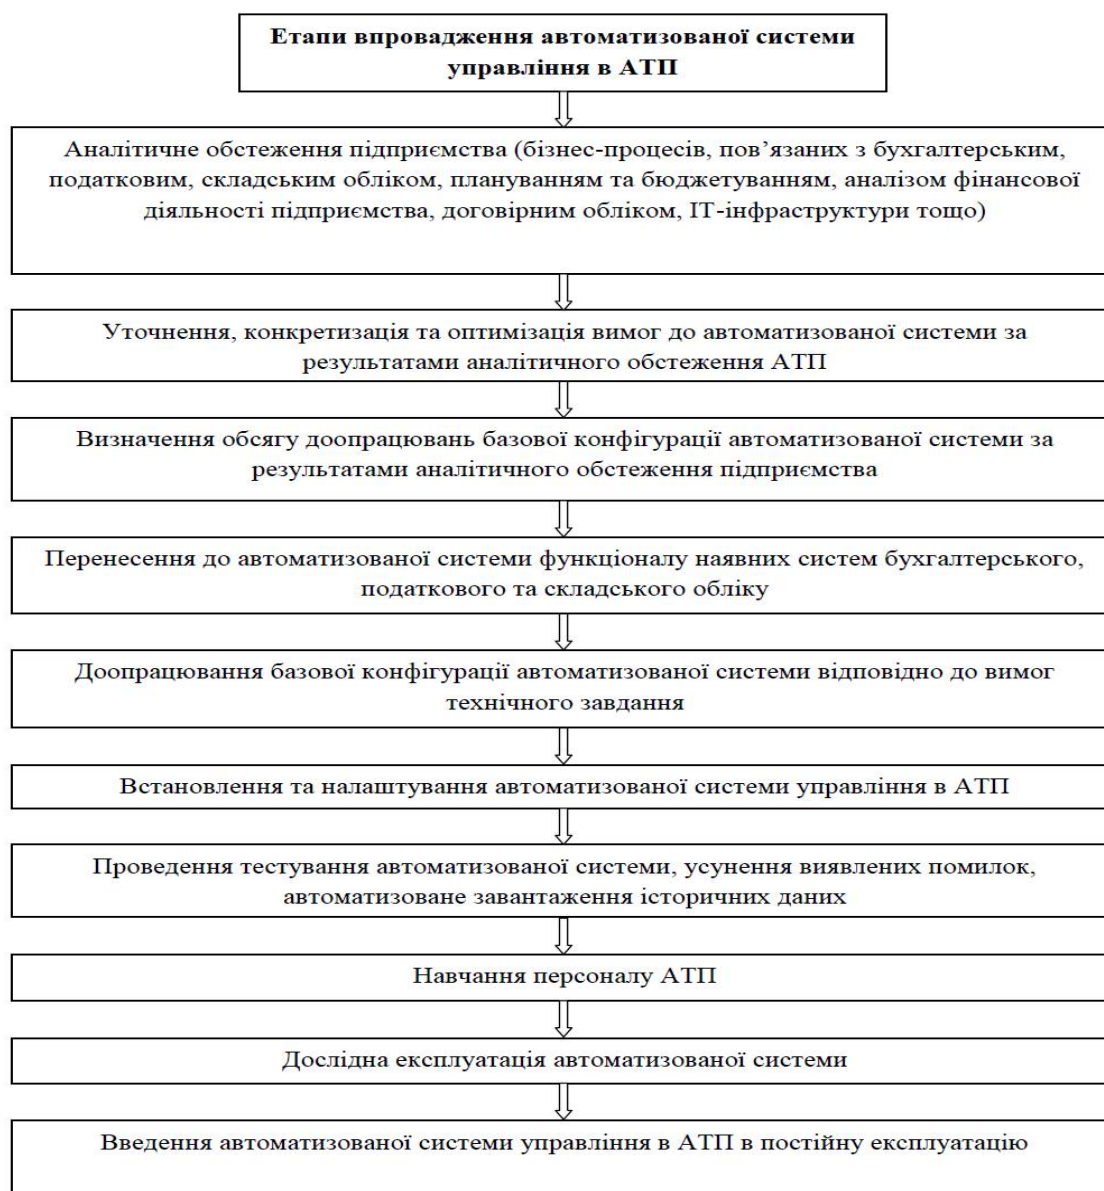 Етапи впровадження автоматизованої системи
управління в АТП
Аналітичне обстеження підприємства (бізнес-процесів, пов’язаних з бухгалтерським,
податковим, складським обліком, плануванням та бюджетуванням, аналізом фінансової
діяльності підприємства, договірним обліком, ІТ-інфраструктури тощо)
Уточнення, конкретизація та оптимізація вимог до автоматизованої системи за
результатами аналітичного обстеження АТП
Визначення обсягу доопрацювань базової конфігурації автоматизованої системи за
результатами аналітичного обстеження підприємства
Перенесення до автоматизованої системи функціоналу наявних систем бухгалтерського,
податкового та складського обліку
Доопрацювання базової конфігурації автоматизованої системи відповідно до вимог
технічного завдання
Встановлення та налаштування автоматизованої системи управління в АТП
Проведення тестування автоматизованої системи, усунення виявлених помилок,
автоматизоване завантаження історичних даних
Навчання персоналу АТП
Дослідна експлуатація автоматизованої системи
Введення автоматизованої системи управління в АТП в постійну експлуатацію